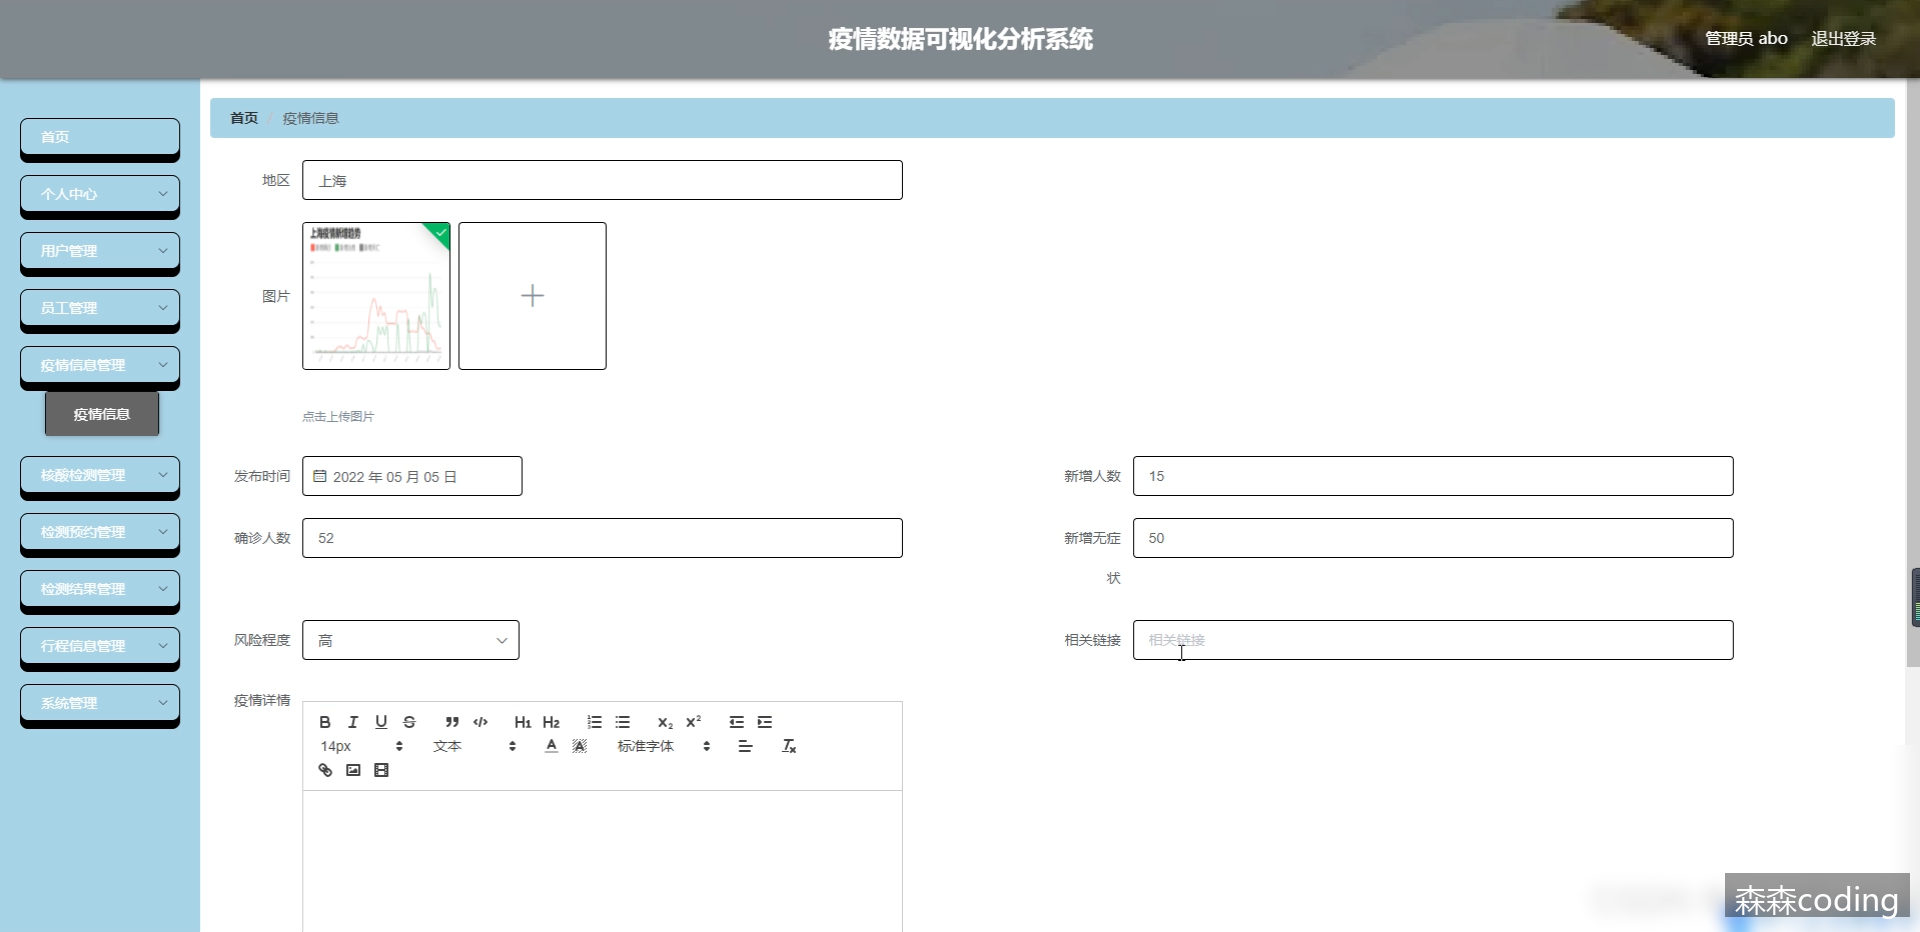 疫情数据可视化分析系统
管理员 abo
退出登录
首页
个人中心
用户管理
员工管理
疫情信息管理
疫情信息
核酸检测管理
检测预约管理
检测结果管理
行程信息管理
系统管理
首页 / 疫情信息
地区
上海
图片
上海疫情新增趋势
点击上传图片
发布时间
2022 年 05 月 05 日
新增人数
15
确诊人数
52
新增无症
状
50
风险程度
高
相关链接
相关链接
疫情详情
14px
文本
标准字体
森森coding